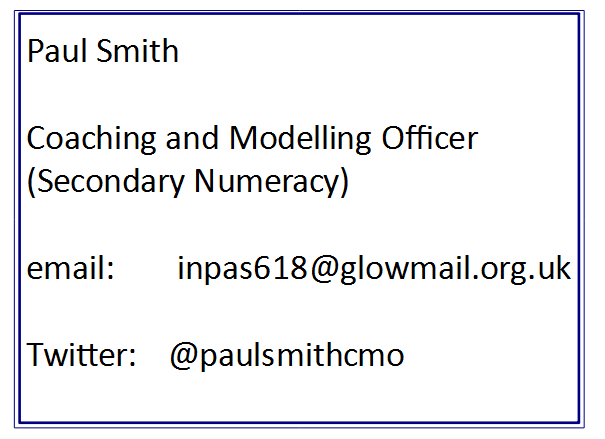 Paul Smith
Coaching and Modelling Officer
(Secondary Numeracy)
email: inpas618@glowmail.org.uk
Twitter: @paulsmithcmo